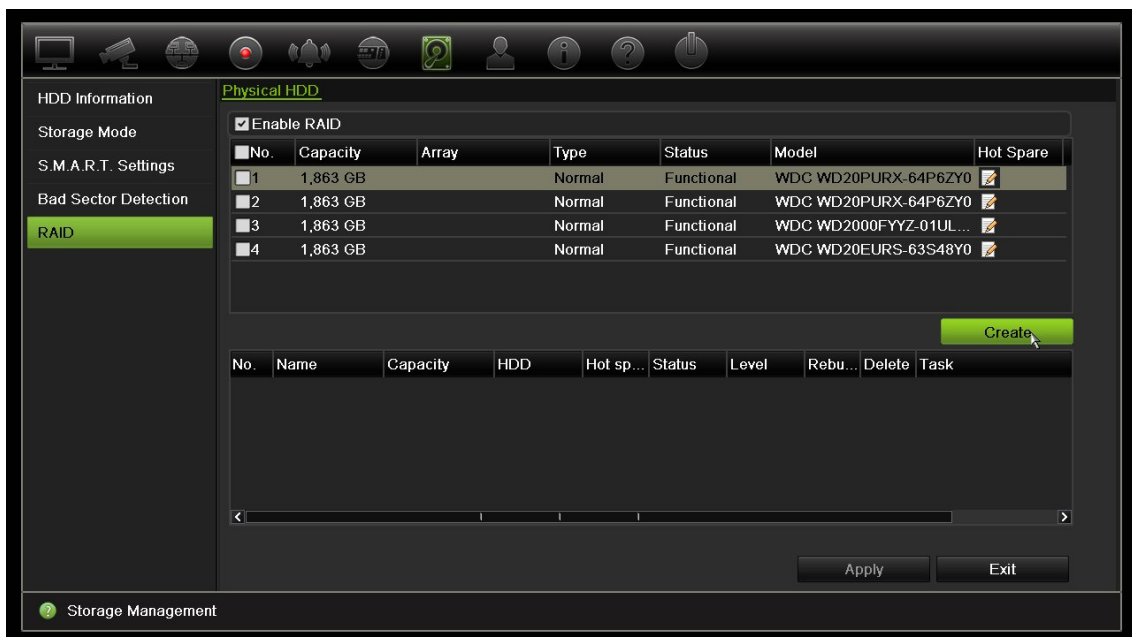 HDD Information
Storage Mode
S.M.A.R.T. Settings
Bad Sector Detection
RAID
Physical HDD
Enable RAID
No. Capacity Array Type Status Model Hot Spare
1 1,863 GB Normal Functional WDC WD20PURX-64P6ZY0
2 1,863 GB Normal Functional WDC WD20PURX-64P6ZY0
3 1,863 GB Normal Functional WDC WD2000FYYZ-01UL...
4 1,863 GB Normal Functional WDC WD20EURS-63S48Y0
Create
No. Name Capacity HDD Hot sp... Status Level Rebu... Delete Task
Apply Exit
Storage Management